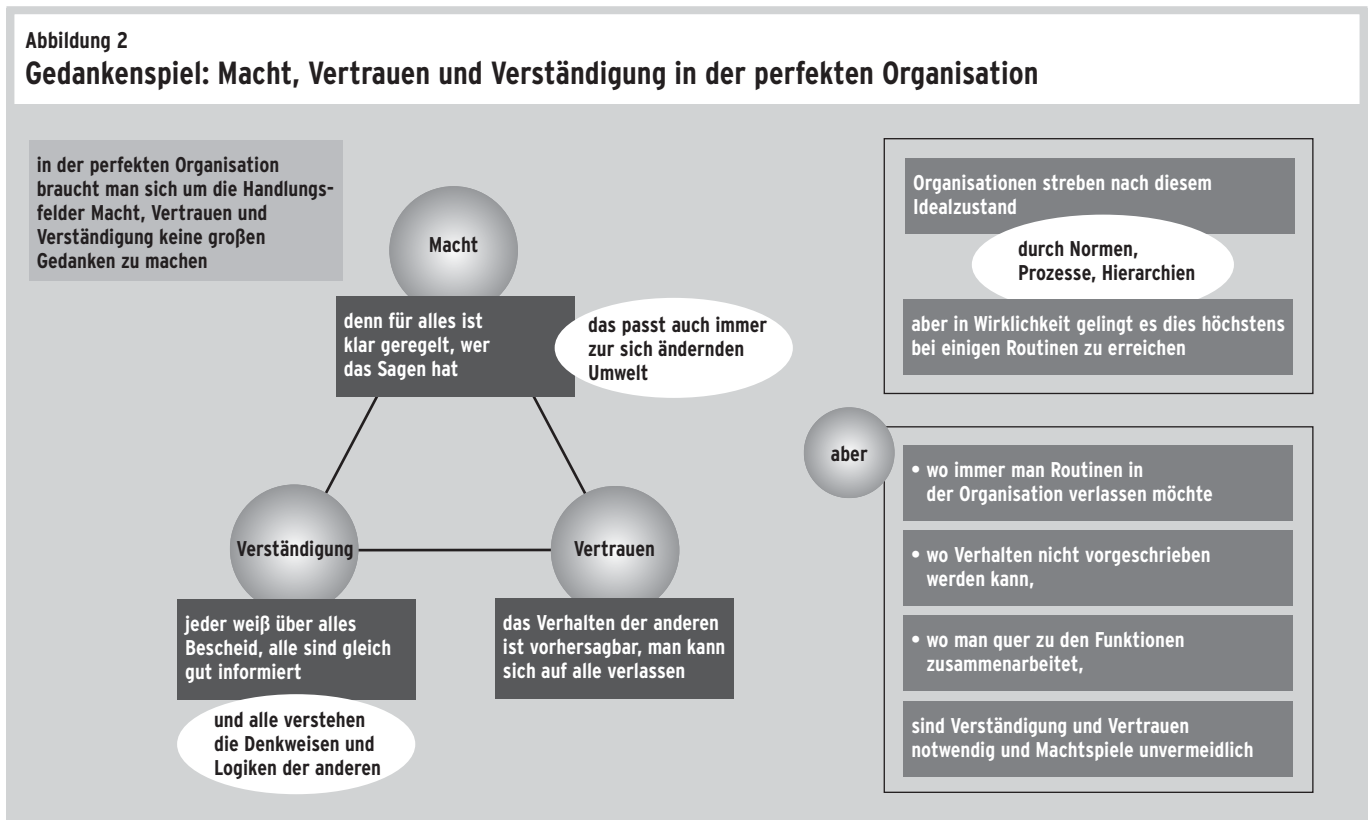 Abbildung 2
Gedankenspiel: Macht, Vertrauen und Verständigung in der perfekten Organisation
in der perfekten Organisation
braucht man sich um die Handlungs-
felder Macht, Vertrauen und
Verständigung keine großen
Gedanken zu machen
Macht
denn für alles ist
klar geregelt, wer
das Sagen hat
das passt auch immer
zur sich ändernden
Umwelt
Verständigung
jeder weiß über alles
Bescheid, alle sind gleich
gut informiert
und alle verstehen
die Denkweisen und
Logiken der anderen
Vertrauen
das Verhalten der anderen
ist vorhersagbar, man kann
sich auf alle verlassen
Organisationen streben nach diesem
Idealzustand
durch Normen,
Prozesse, Hierarchien
aber in Wirklichkeit gelingt es dies höchstens
bei einigen Routinen zu erreichen
aber
• wo immer man Routinen in
der Organisation verlassen möchte
• wo Verhalten nicht vorgeschrieben
werden kann,
• wo man quer zu den Funktionen
zusammenarbeitet,
sind Verständigung und Vertrauen
notwendig und Machtspiele unvermeidlich